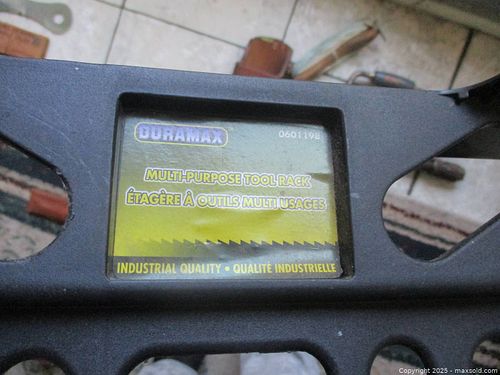 DURAMAX
0601198
MULTI-PURPOSE TOOL RACK
ÉTAGÈRE À OUTILS MULTI USAGES
INDUSTRIAL QUALITY • QUALITÉ INDUSTRIELLE
Copyright 2025 - maxsold.com